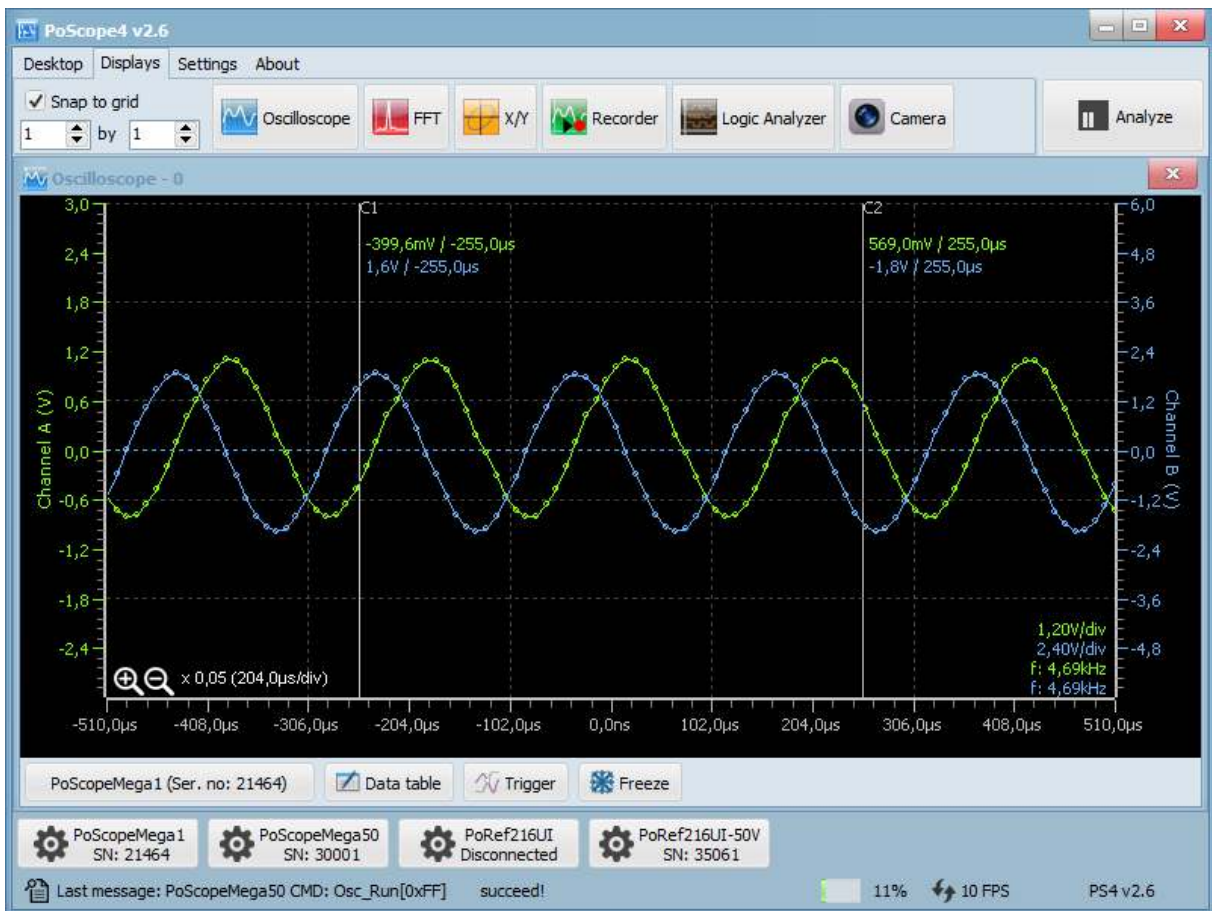 PoScope4 v2.6
Desktop Displays Settings About
Snap to grid
1 by 1
Oscilloscope FFT X/Y Recorder Logic Analyzer Camera Analyze
Oscilloscope - 0
3,0
2,4
1,8
1,2
0,6
0,0
-0,6
-1,2
-1,8
-2,4
Channel A (V)
C1
-399,6mV / -255,0µs
1,6V / -255,0µs
C2
569,0mV / 255,0µs
-1,8V / 255,0µs
6,0
4,8
3,6
2,4
1,2
0,0
-1,2
-2,4
-3,6
-4,8
Channel B (V)
1,20V/div
2,40V/div
f: 4,69kHz
f: 4,69kHz
x 0,05 (204,0µs/div)
-510,0µs -408,0µs -306,0µs -204,0µs -102,0µs 0,0ns 102,0µs 204,0µs 306,0µs 408,0µs 510,0µs
PoScopeMega1 (Ser. no: 21464) Data table Trigger Freeze
PoScopeMega1
SN: 21464
PoScopeMega50
SN: 30001
PoRef216UI
Disconnected
PoRef216UI-50V
SN: 35061
Last message: PoScopeMega50 CMD: Osc_Run[0xFF] succeed! 11% 10 FPS PS4 v2.6